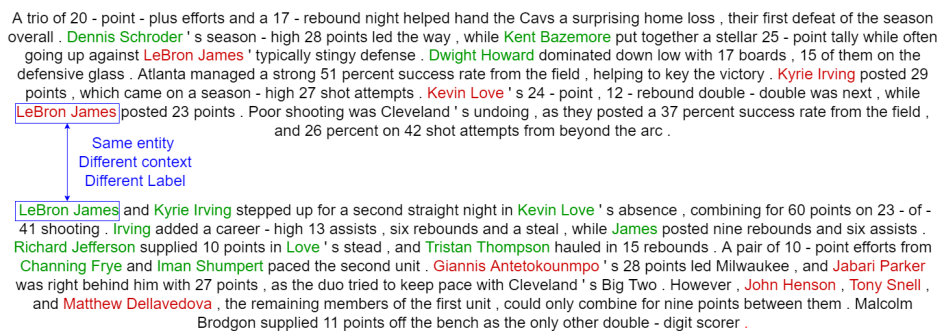 A trio of 20 - point - plus efforts and a 17 - rebound night helped hand the Cavs a surprising home loss , their first defeat of the season
overall . Dennis Schroder ' s season - high 28 points led the way , while Kent Bazemore put together a stellar 25 - point tally while often
going up against LeBron James ' typically stingy defense . Dwight Howard dominated down low with 17 boards , 15 of them on the
defensive glass . Atlanta managed a strong 51 percent success rate from the field , helping to key the victory . Kyrie Irving posted 29
points , which came on a season - high 27 shot attempts . Kevin Love ' s 24 - point , 12 - rebound double - double was next , while
LeBron James posted 23 points . Poor shooting was Cleveland ' s undoing , as they posted a 37 percent success rate from the field ,
and 26 percent on 42 shot attempts from beyond the arc .
Same entity
Different context
Different Label
LeBron James and Kyrie Irving stepped up for a second straight night in Kevin Love ' s absence , combining for 60 points on 23 - of -
41 shooting . Irving added a career - high 13 assists , six rebounds and a steal , while James posted nine rebounds and six assists .
Richard Jefferson supplied 10 points in Love ' s stead , and Tristan Thompson hauled in 15 rebounds . A pair of 10 - point efforts from
Channing Frye and Iman Shumpert paced the second unit . Giannis Antetokounmpo ' s 28 points led Milwaukee , and Jabari Parker
was right behind him with 27 points , as the duo tried to keep pace with Cleveland ' s Big Two . However , John Henson , Tony Snell ,
and Matthew Dellavedova , the remaining members of the first unit , could only combine for nine points between them . Malcolm
Brodgon supplied 11 points off the bench as the only other double - digit scorer .